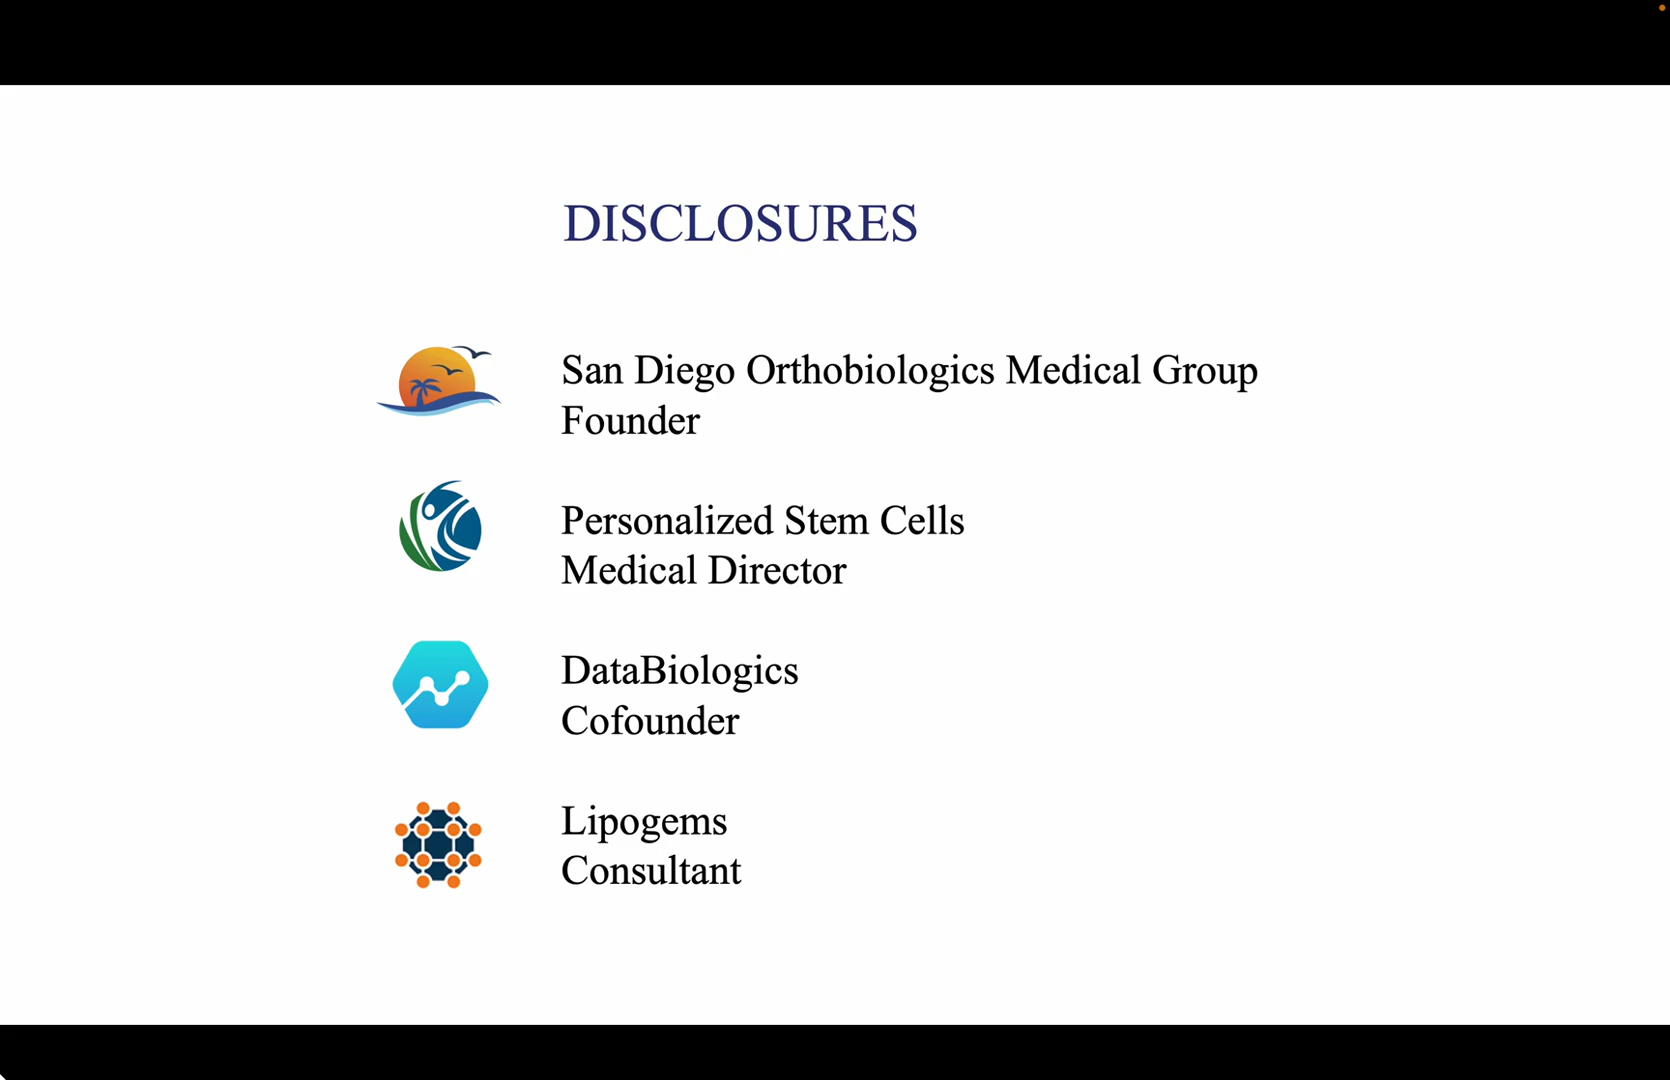 DISCLOSURES
San Diego Orthobiologics Medical Group
Founder
Personalized Stem Cells
Medical Director
DataBiologics
Cofounder
Lipogems
Consultant